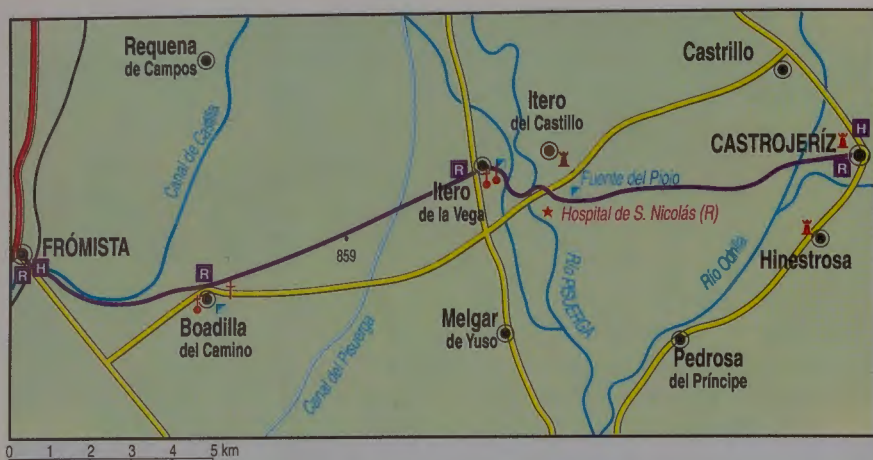 Requena
de Campos
Canal de Castilla
Castrillo
Itero
del Castillo
CASTROJERÍZ
H
R
R
Fuente del Piojo
Itero
de la Vega
Hospital de S. Nicolás (R)
FRÓMISTA
R
H
859
R
Río PISUERGA
Río Odrilla
Hinestrosa
Boadilla
del Camino
Canal del Pisuerga
Melgar
de Yuso
Pedrosa
del Príncipe
0 1 2 3 4 5 km